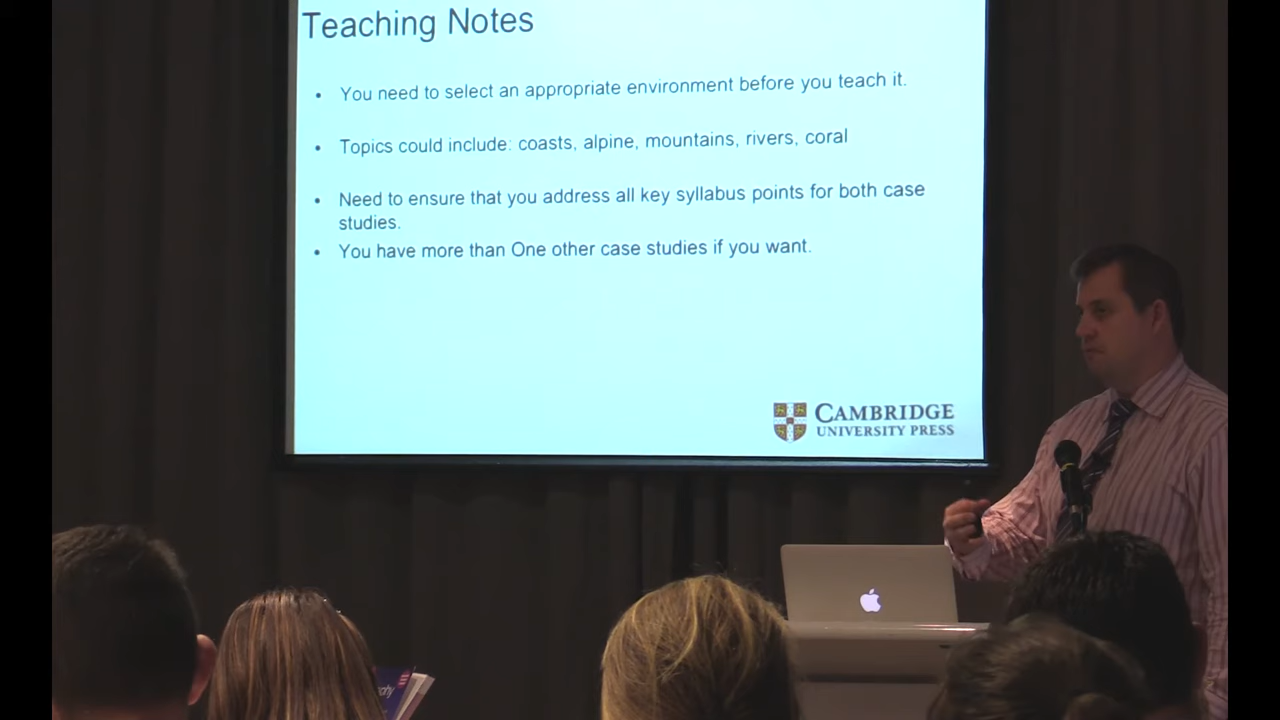 Teaching Notes
• You need to select an appropriate environment before you teach it.
• Topics could include: coasts, alpine, mountains, rivers, coral
• Need to ensure that you address all key syllabus points for both case
studies.
• You have more than One other case studies if you want.
CAMBRIDGE
UNIVERSITY PRESS